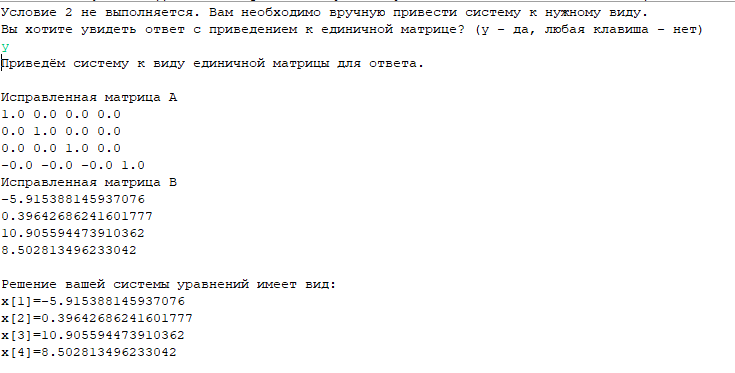 Условие 2 не выполняется. Вам необходимо вручную привести систему к нужному виду.
Вы хотите увидеть ответ с приведением к единичной матрице? (y - да, любая клавиша - нет)
y
Приведём систему к виду единичной матрицы для ответа.
Исправленная матрица A
1.0 0.0 0.0 0.0
0.0 1.0 0.0 0.0
0.0 0.0 1.0 0.0
-0.0 -0.0 -0.0 1.0
Исправленная матрица B
-5.915388145937076
0.39642686241601777
10.905594473910362
8.502813496233042
Решение вашей системы уравнений имеет вид:
x[1]=-5.915388145937076
x[2]=0.39642686241601777
x[3]=10.905594473910362
x[4]=8.502813496233042